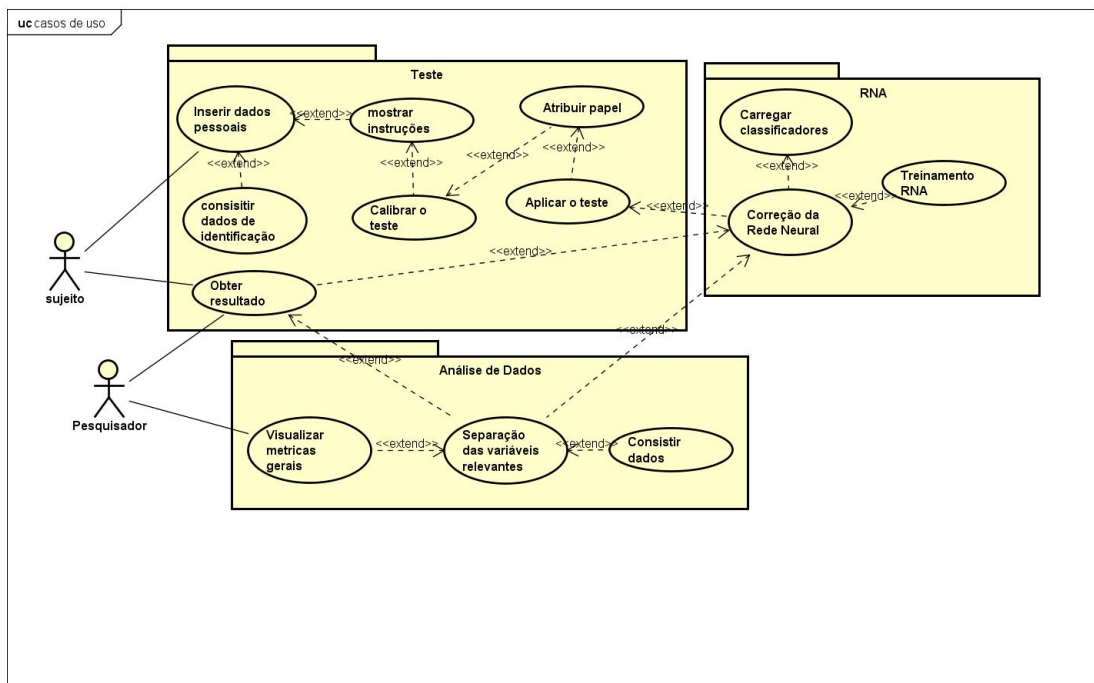 uc casos de uso
Teste
Inserir dados
pessoais
<<extend>>
mostrar
instruções
Atribuir papel
<<extend>>
<<extend>>
<<extend>>
<<extend>>
consisitir
dados de
identificação
Calibrar o
teste
Aplicar o teste
<<extend>>
RNA
Carregar
classificadores
<<extend>>
Treinamento
RNA
<<extend>>
Correção da
Rede Neural
<<extend>>
Obter
resultado
sujeito
Pesquisador
<<extend>>
<<extend>>
Análise de Dados
Visualizar
metricas
gerais
<<extend>>
Separação
das variáveis
relevantes
<<extend>>
Consistir
dados